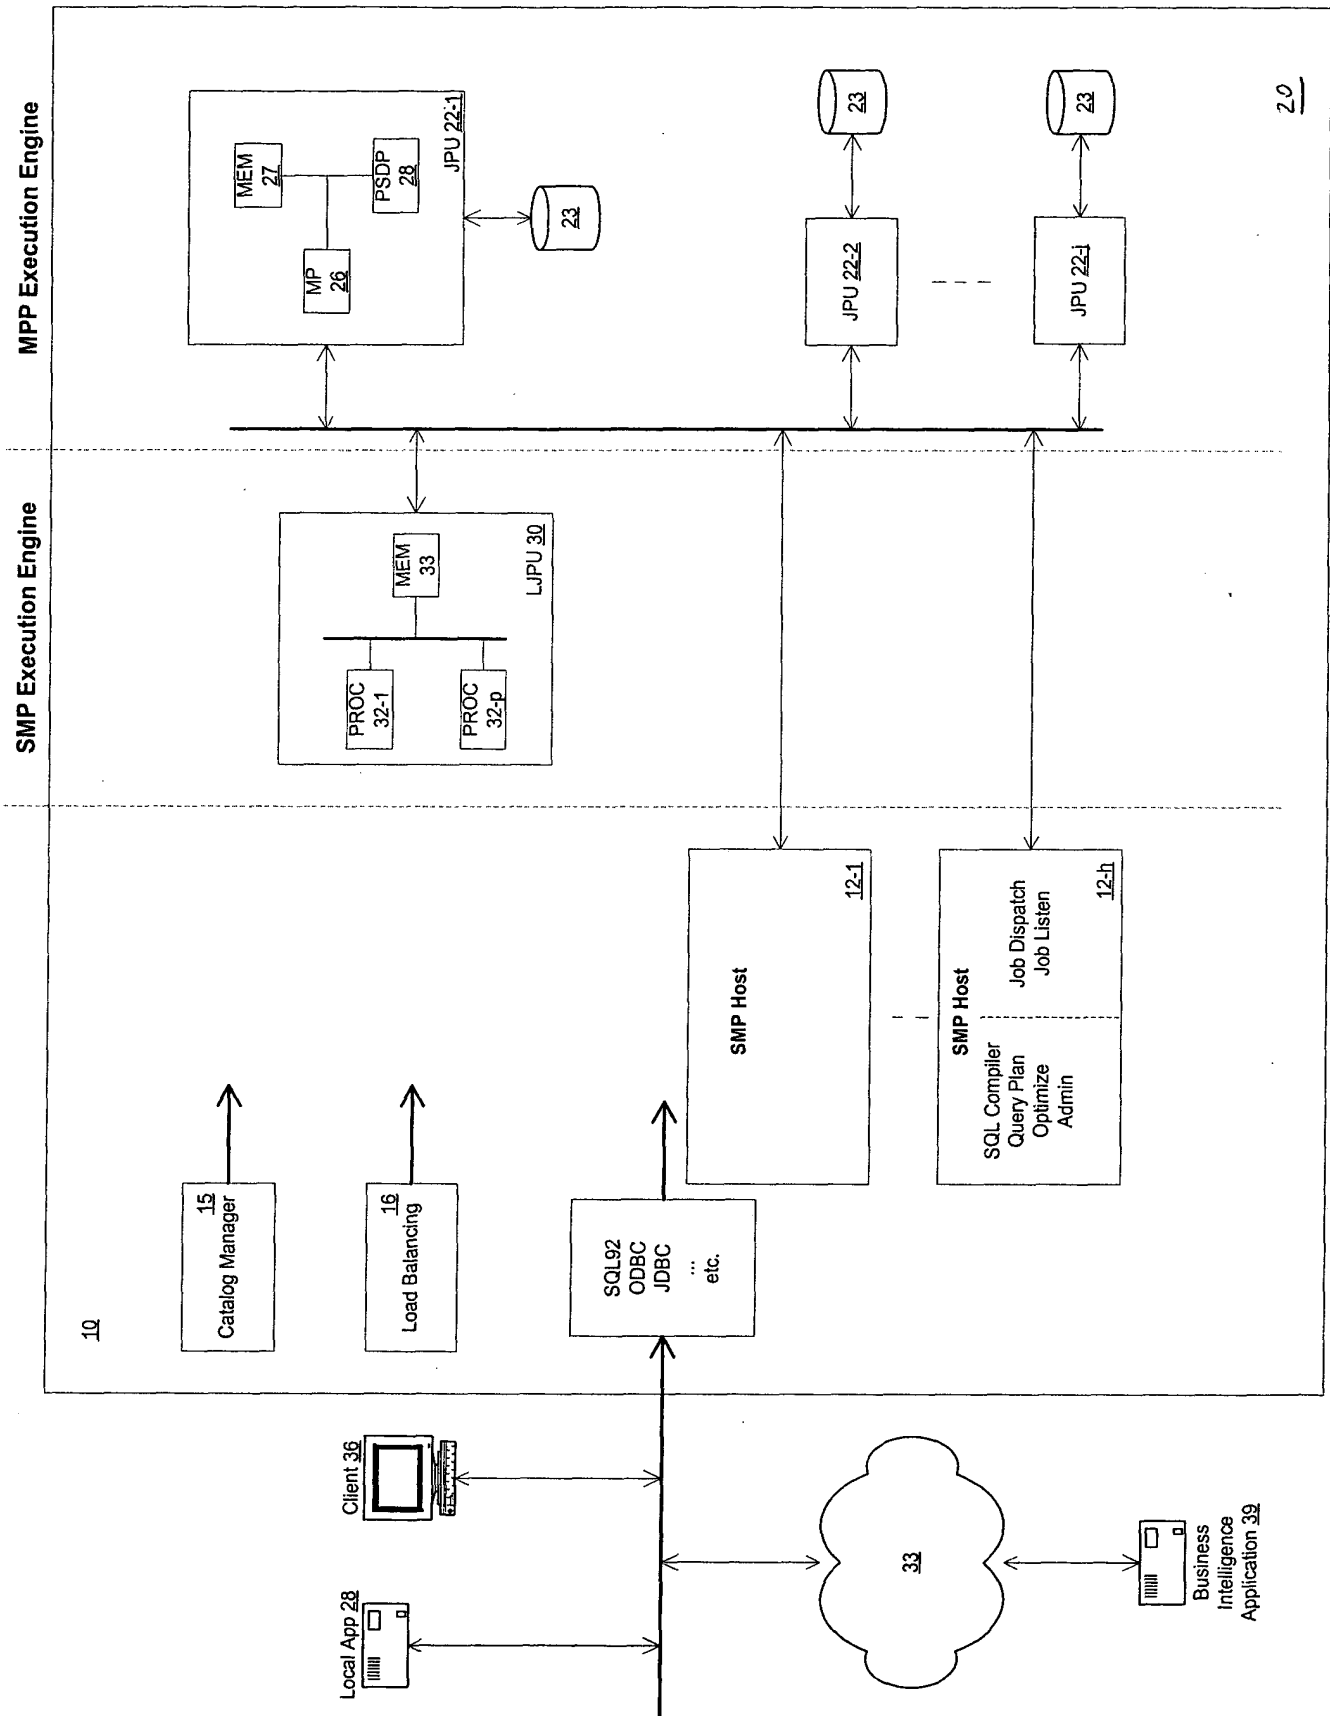 MPP Execution Engine
MEM
27
MP
26
PSDP
28
JPU 22-1
23
JPU 22-2
23
JPU 22-j
23
20
SMP Execution Engine
PROC
32-1
PROC
32-p
MEM
33
LJPU 30
10
15
Catalog Manager
16
Load Balancing
SQL92
ODBC
JDBC
...
etc.
SMP Host
12-1
SMP Host
SQL Compiler
Query Plan
Optimize
Admin
Job Dispatch
Job Listen
12-h
Local App 28
Client 36
33
Business
Intelligence
Application 39